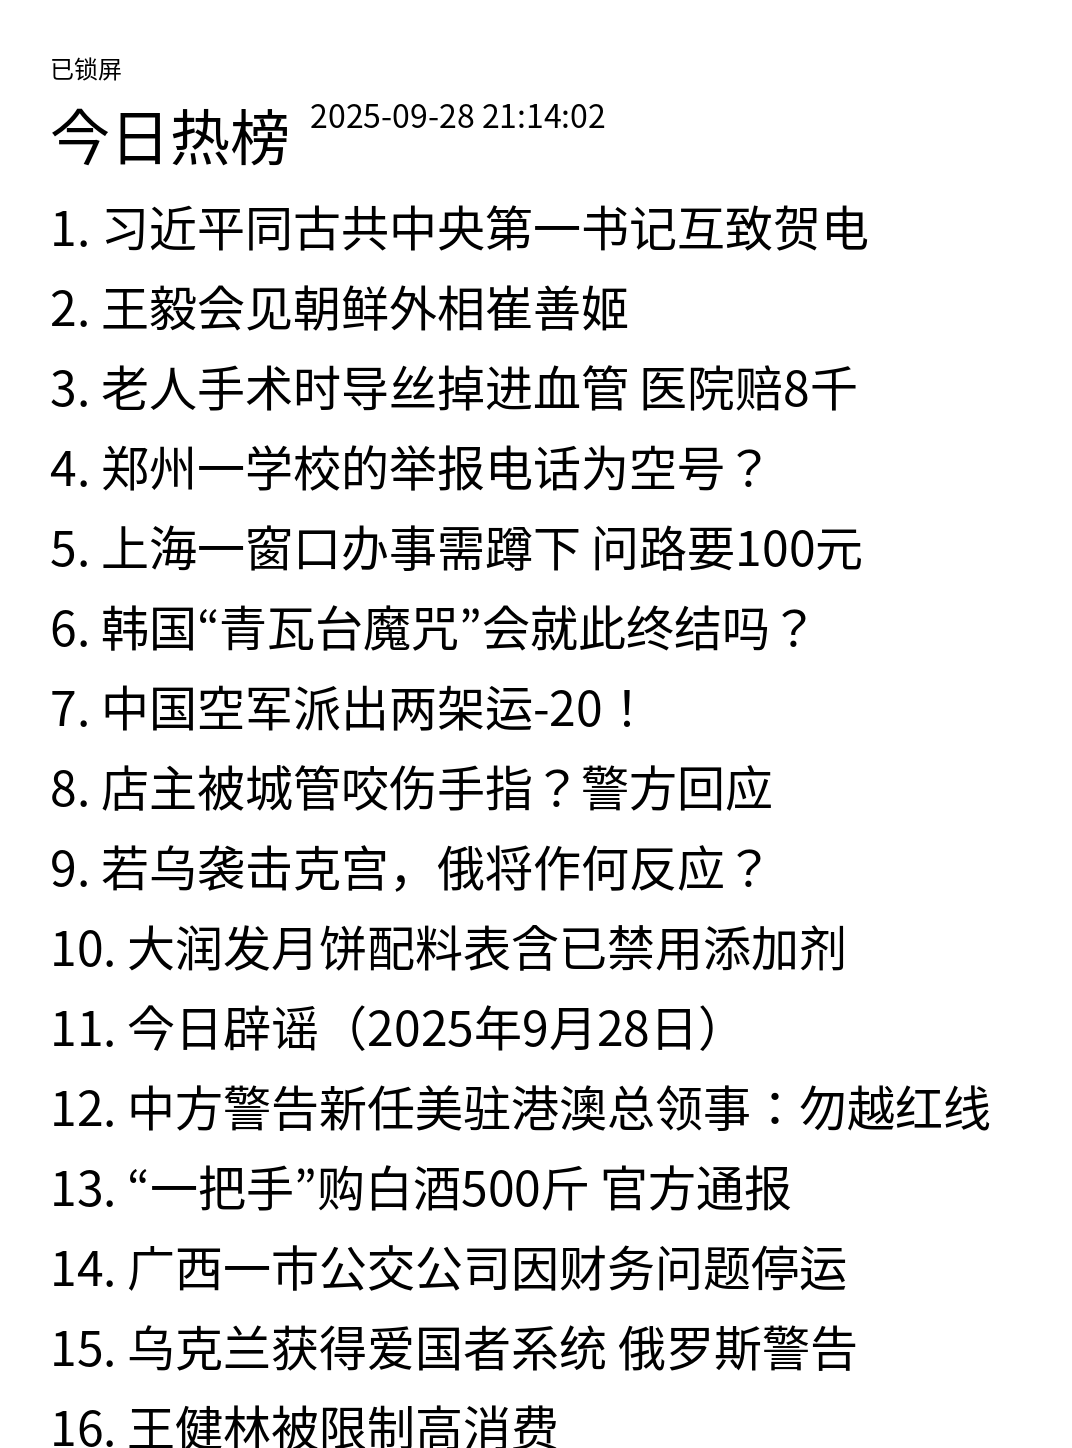 已锁屏
今日热榜 2025-09-28 21:14:02
1. 习近平同古共中央第一书记互致贺电
2. 王毅会见朝鲜外相崔善姬
3. 老人手术时导丝掉进血管 医院赔8千
4. 郑州一学校的举报电话为空号？
5. 上海一窗口办事需蹲下 问路要100元
6. 韩国“青瓦台魔咒”会就此终结吗？
7. 中国空军派出两架运-20！
8. 店主被城管咬伤手指？警方回应
9. 若乌袭击克宫，俄将作何反应？
10. 大润发月饼配料表含已禁用添加剂
11. 今日辟谣（2025年9月28日）
12. 中方警告新任美驻港澳总领事：勿越红线
13. “一把手”购白酒500斤 官方通报
14. 广西一市公交公司因财务问题停运
15. 乌克兰获得爱国者系统 俄罗斯警告
16. 王健林被限制高消费